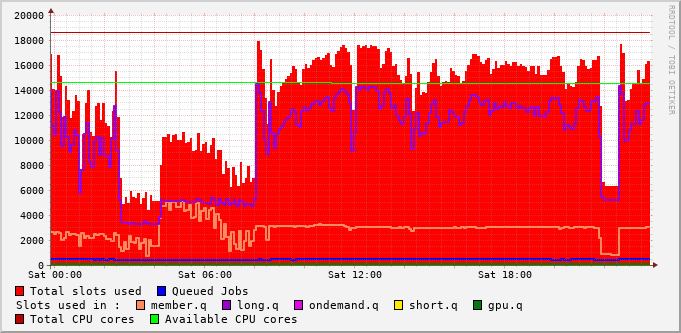 20000
18000
16000
14000
12000
10000
8000
6000
4000
2000
0
Sat 00:00 Sat 06:00 Sat 12:00 Sat 18:00
RRDTOOL / TOBI OETIKER
Total slots used Queued Jobs
Slots used in : member.q long.q ondemand.q short.q gpu.q
Total CPU cores Available CPU cores